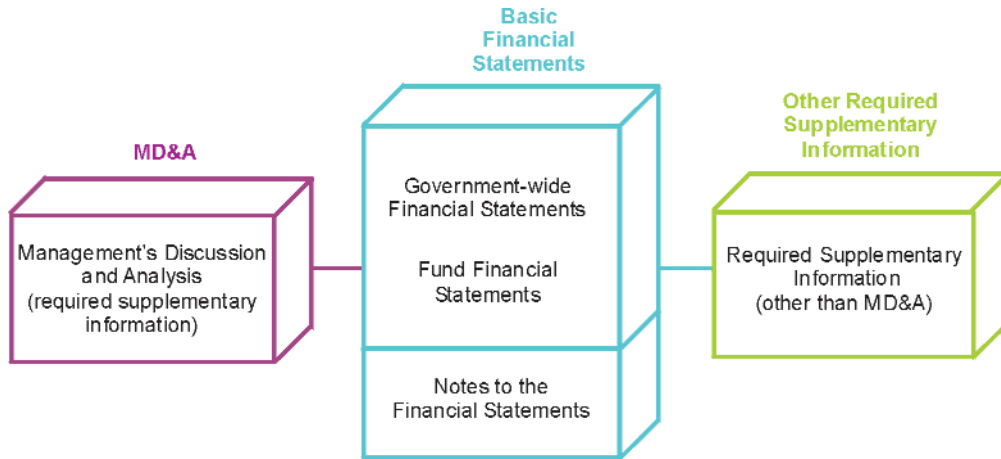 MD&A
Management's Discussion
and Analysis
(required supplementary
information)
Basic
Financial
Statements
Government-wide
Financial Statements
Fund Financial
Statements
Notes to the
Financial Statements
Other Required
Supplementary
Information
Required Supplementary
Information
(other than MD&A)